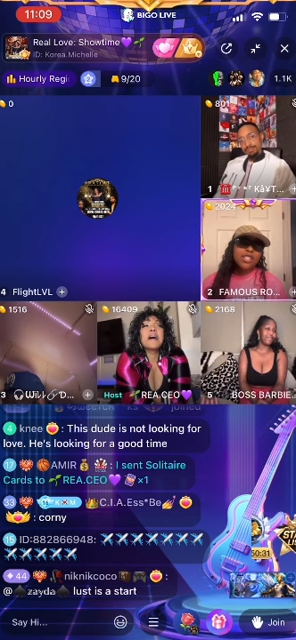 11:09
BIGO LIVE
Real Love: Showtime💜🌱
ID: Korea.Michelle
Hourly Regi
9/20
1.1K
0
801
4 FlightLVL
1
2024
2 FAMOUS RO...
1516
16409
2168
3
Host REA.CEO💜
5 BOSS BARBIE
joined
4 knee : This dude is not looking for
love. He's looking for a good time
17 AMIR : I sent Solitaire
Cards to 🌱REA.CEO💜 ×1
33 C.I.A.Ess*Be
: corny
15 ID:882866948: ✈✈✈✈✈✈
✈✈✈✈✈✈✈
44 niknikcoco :
@♠zayda♠ lust is a start
50:31
Say Hi...
Join